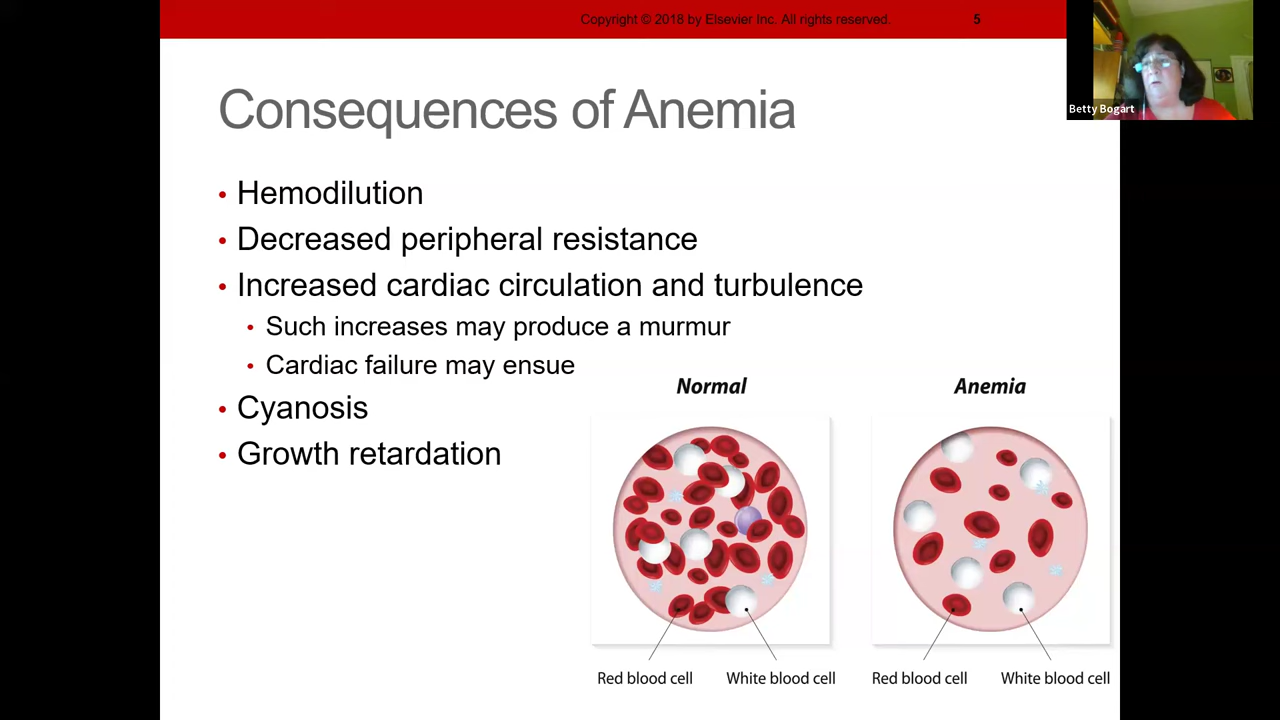 Copyright © 2018 by Elsevier Inc. All rights reserved. 5
Betty Bogart
Consequences of Anemia
• Hemodilution
• Decreased peripheral resistance
• Increased cardiac circulation and turbulence
• Such increases may produce a murmur
• Cardiac failure may ensue
• Cyanosis
• Growth retardation
Normal Anemia
Red blood cell White blood cell Red blood cell White blood cell